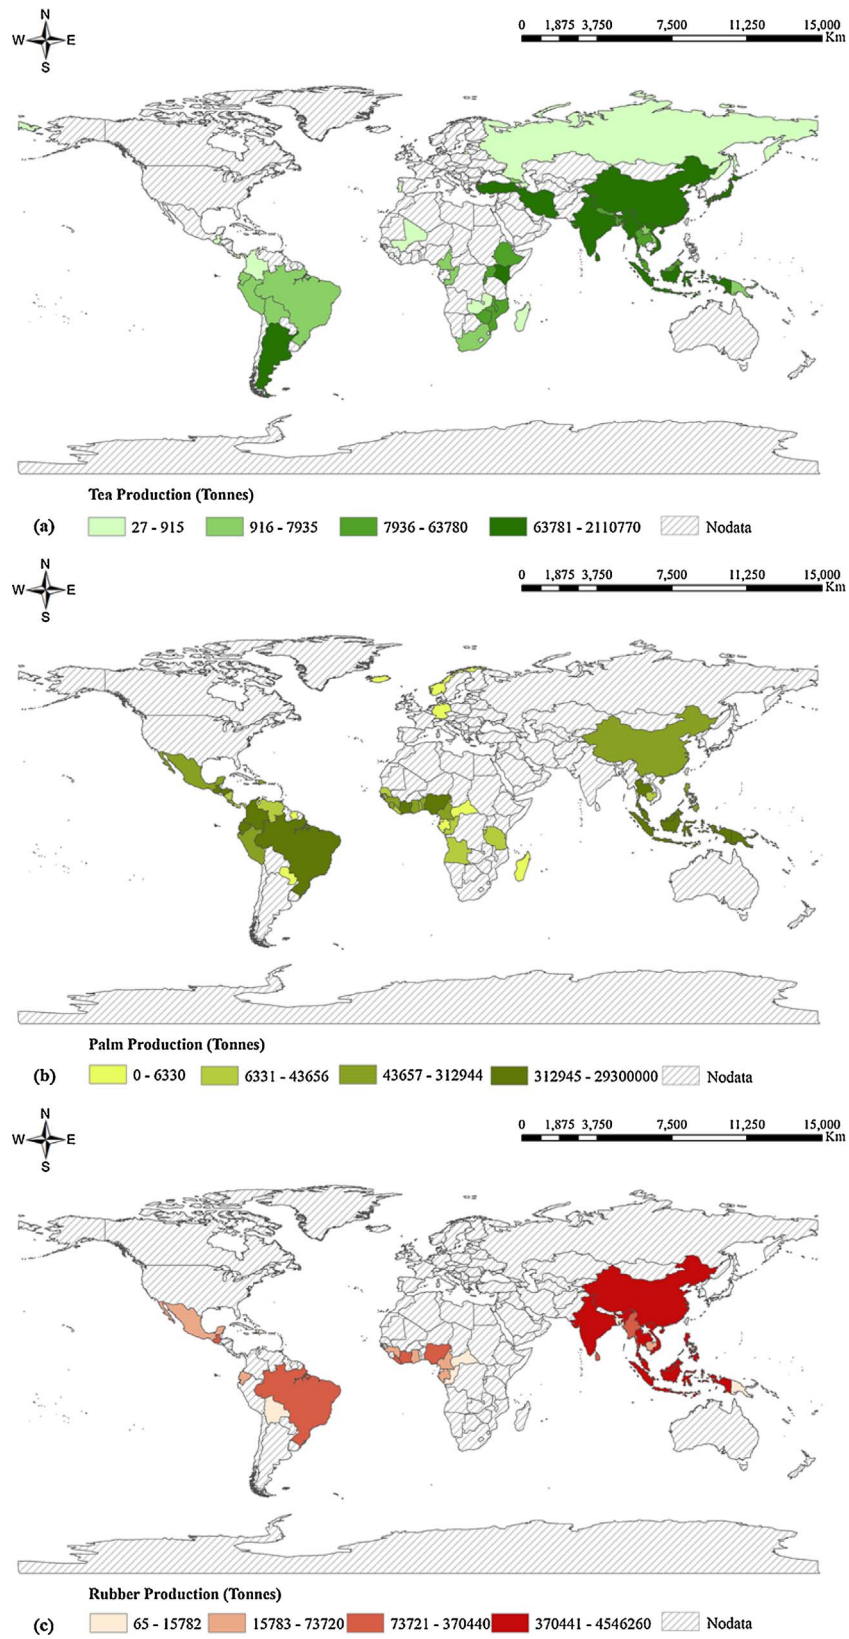 N
W E
S
0 1,875 3,750 7,500 11,250 15,000
Km
Tea Production (Tonnes)
(a) 27 - 915 916 - 7935 7936 - 63780 63781 - 2110770 Nodata
N
W E
S
0 1,875 3,750 7,500 11,250 15,000
Km
Palm Production (Tonnes)
(b) 0 - 6330 6331 - 43656 43657 - 312944 312945 - 29300000 Nodata
N
W E
S
0 1,875 3,750 7,500 11,250 15,000
Km
Rubber Production (Tonnes)
(c) 65 - 15782 15783 - 73720 73721 - 370440 370441 - 4546260 Nodata